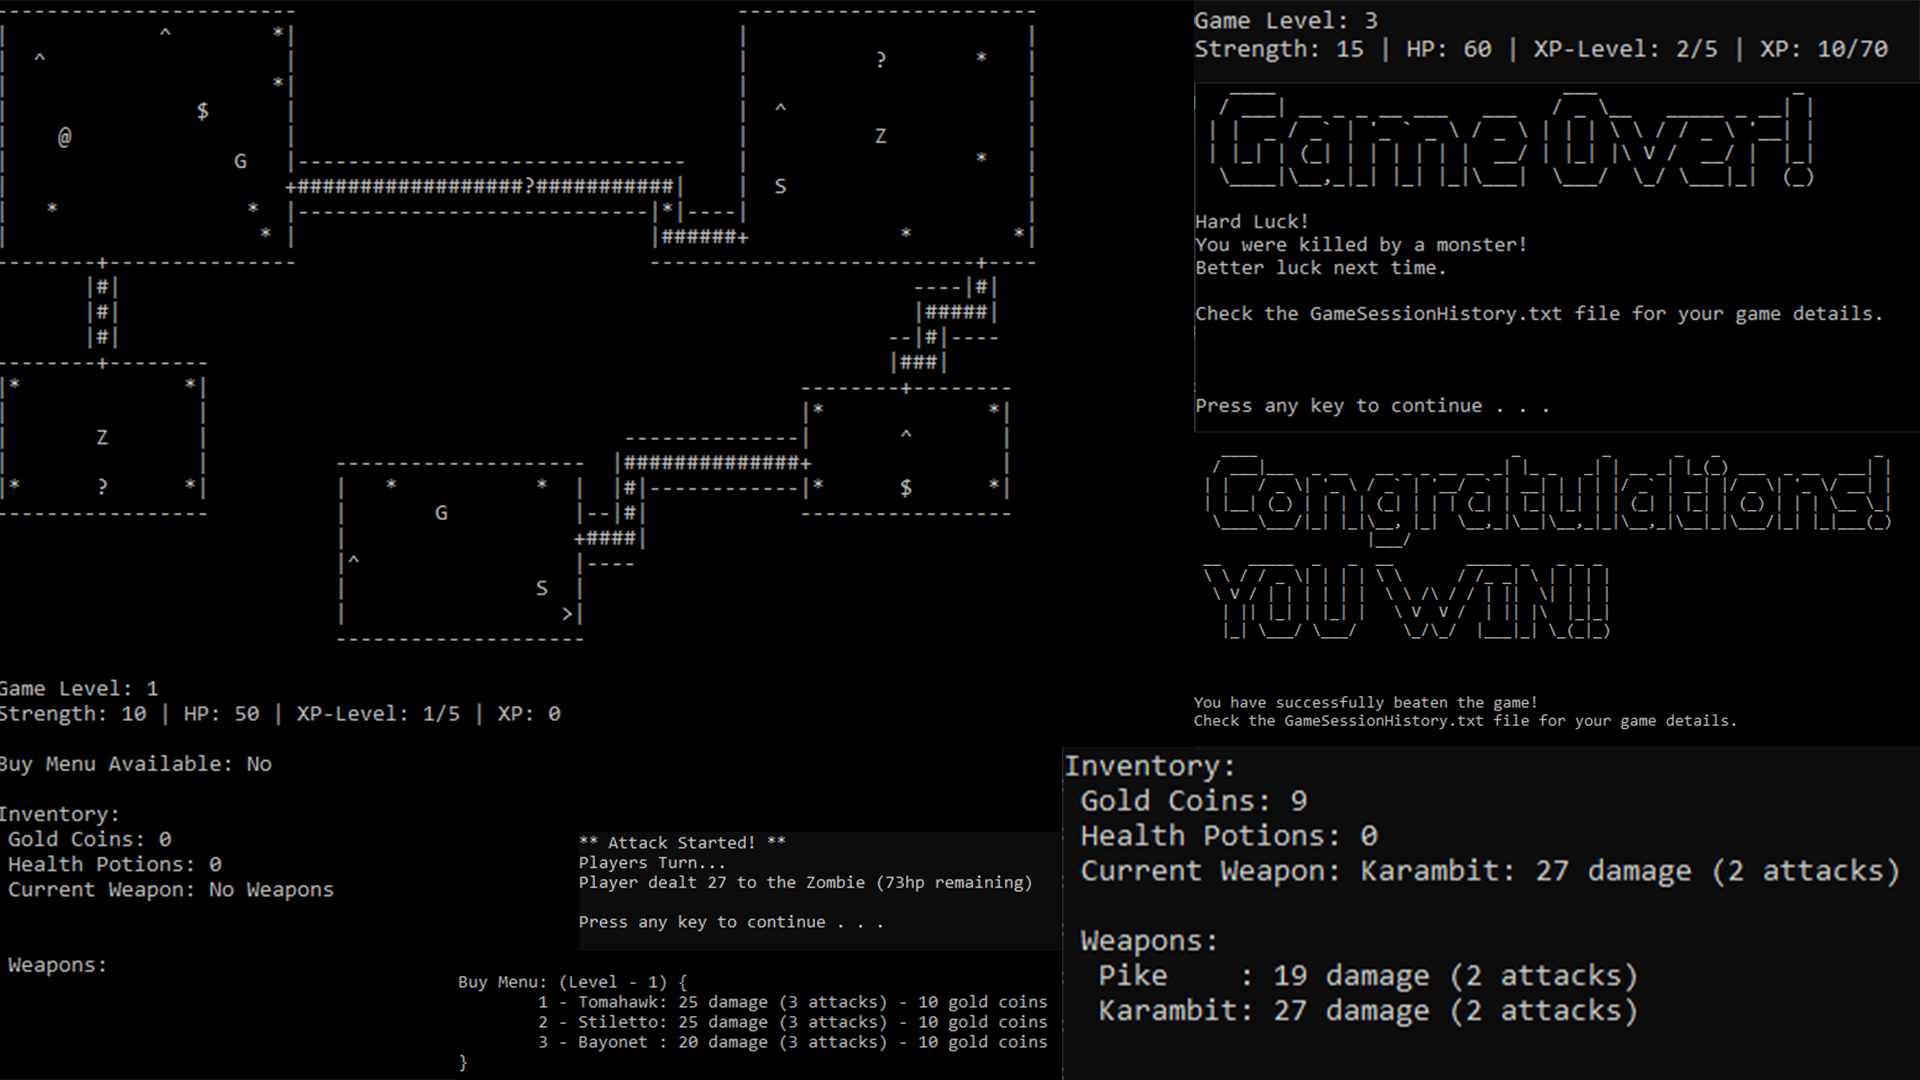 Game Level: 3
Strength: 15 | HP: 60 | XP-Level: 2/5 | XP: 10/70
Game Over!
Hard Luck!
You were killed by a monster!
Better luck next time.
Check the GameSessionHistory.txt file for your game details.
Press any key to continue . . .
Congratulations!
YOU WIN!!
You have successfully beaten the game!
Check the GameSessionHistory.txt file for your game details.
Game Level: 1
Strength: 10 | HP: 50 | XP-Level: 1/5 | XP: 0
Buy Menu Available: No
Inventory:
Gold Coins: 0
Health Potions: 0
Current Weapon: No Weapons
Weapons:
** Attack Started! **
Players Turn...
Player dealt 27 to the Zombie (73hp remaining)
Press any key to continue . . .
Buy Menu: (Level - 1) {
1 - Tomahawk: 25 damage (3 attacks) - 10 gold coins
2 - Stiletto: 25 damage (3 attacks) - 10 gold coins
3 - Bayonet : 20 damage (3 attacks) - 10 gold coins
}
Inventory:
Gold Coins: 9
Health Potions: 0
Current Weapon: Karambit: 27 damage (2 attacks)
Weapons:
Pike : 19 damage (2 attacks)
Karambit: 27 damage (2 attacks)